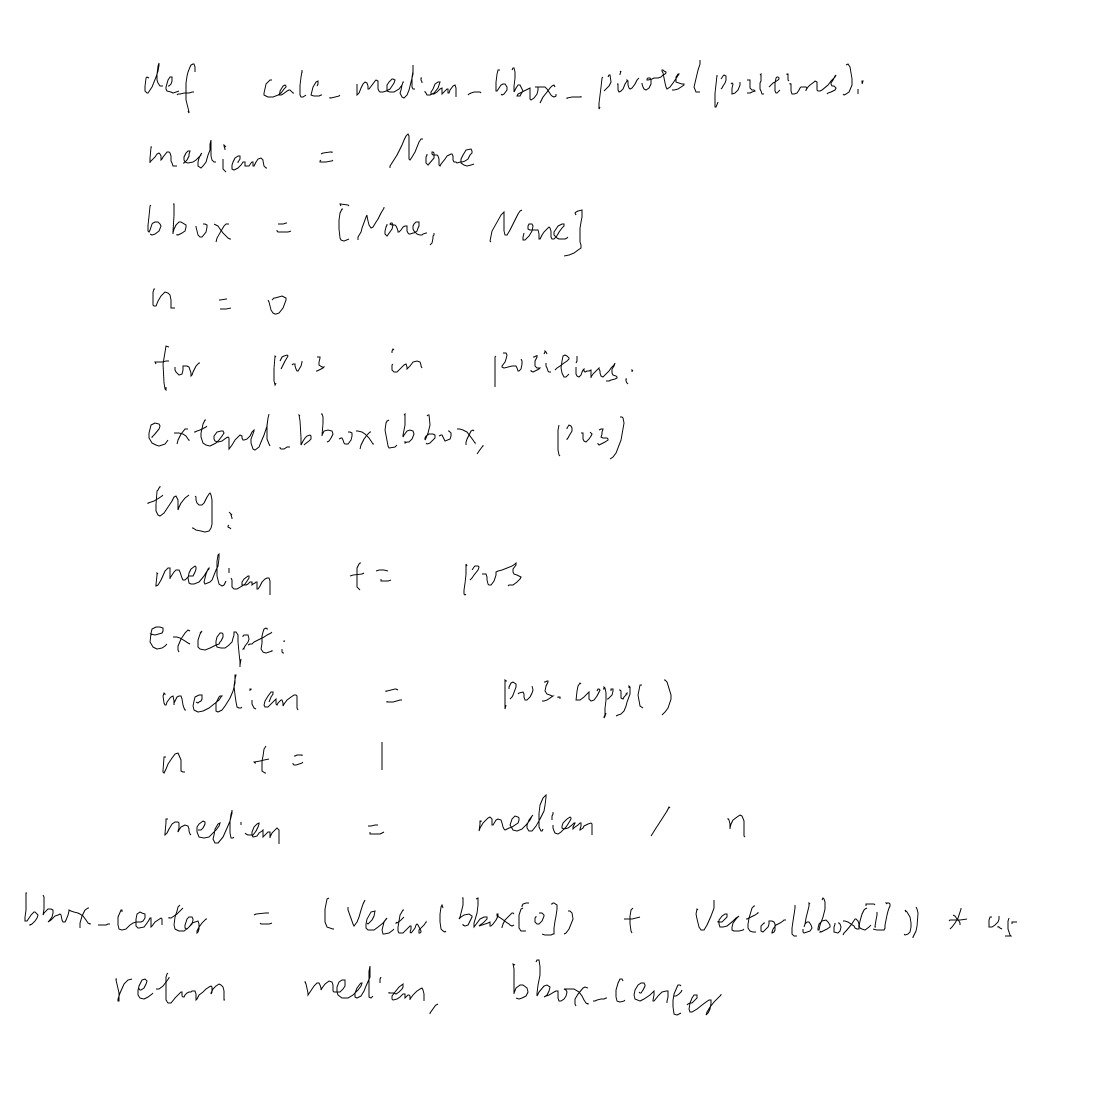 def calc_median_bbox_pivots(positions):
median = None
bbox = [None, None]
n = 0
for pos in positions:
extend_bbox(bbox, pos)
try:
median += pos
except:
median = pos.copy()
n += 1
median = median / n
bbox_center = (Vector(bbox[0]) + Vector(bbox[1])) * 0.5
return median, bbox_center